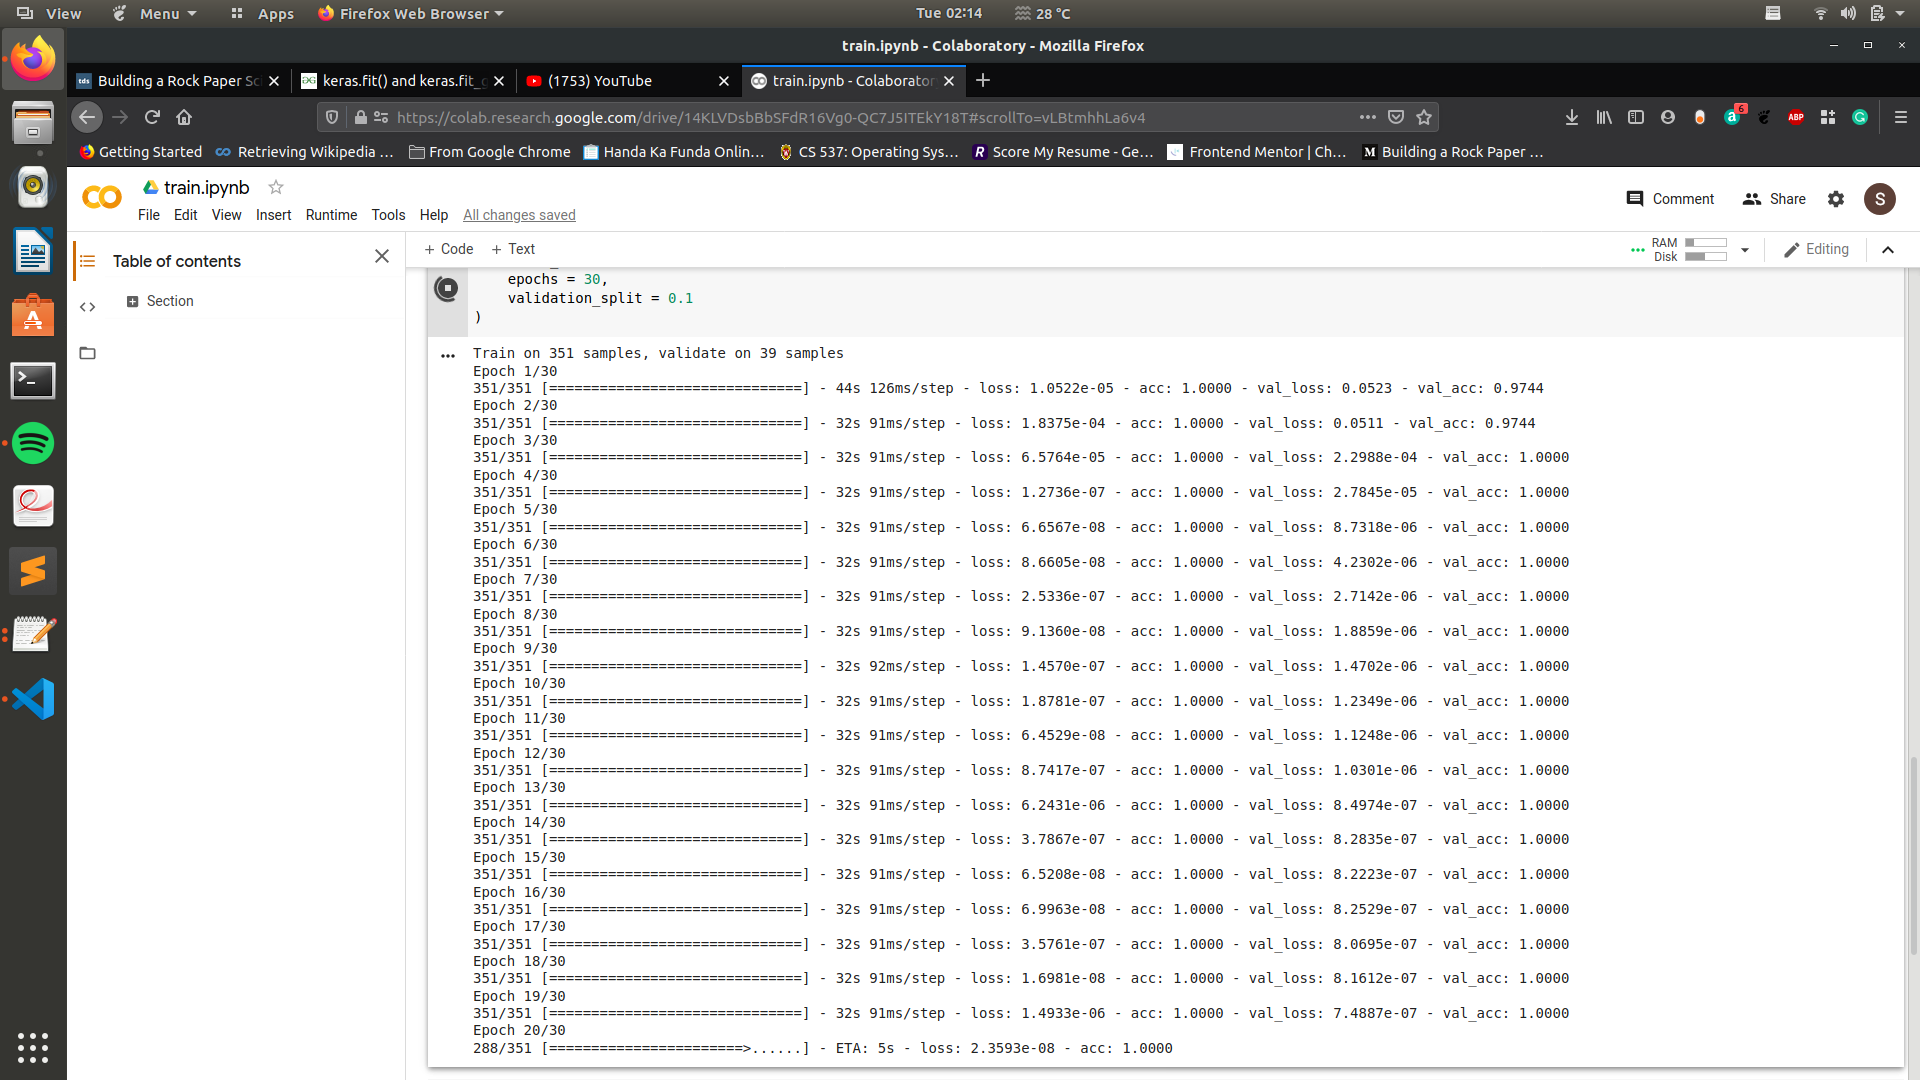 View Menu Apps Firefox Web Browser Tue 02:14 28 °C
train.ipynb - Colaboratory - Mozilla Firefox
Building a Rock Paper Sc keras.fit() and keras.fit_g (1753) YouTube train.ipynb - Colaborator
https://colab.research.google.com/drive/14KLVDsbBbSFdR16Vg0-QC7J5ITEkY18T#scrollTo=vLBtmhhLa6v4 6 ABP
Getting Started Retrieving Wikipedia ... From Google Chrome Handa Ka Funda Onlin... CS 537: Operating Sys... Score My Resume - Ge... Frontend Mentor | Ch... Building a Rock Paper ...
train.ipynb
Comment Share S
File Edit View Insert Runtime Tools Help All changes saved
Table of contents
+ Code + Text
RAM
Disk
Editing
Section
epochs = 30,
validation_split = 0.1
)
Train on 351 samples, validate on 39 samples
Epoch 1/30
351/351 [==============================] - 44s 126ms/step - loss: 1.0522e-05 - acc: 1.0000 - val_loss: 0.0523 - val_acc: 0.9744
Epoch 2/30
351/351 [==============================] - 32s 91ms/step - loss: 1.8375e-04 - acc: 1.0000 - val_loss: 0.0511 - val_acc: 0.9744
Epoch 3/30
351/351 [==============================] - 32s 91ms/step - loss: 6.5764e-05 - acc: 1.0000 - val_loss: 2.2988e-04 - val_acc: 1.0000
Epoch 4/30
351/351 [==============================] - 32s 91ms/step - loss: 1.2736e-07 - acc: 1.0000 - val_loss: 2.7845e-05 - val_acc: 1.0000
Epoch 5/30
351/351 [==============================] - 32s 91ms/step - loss: 6.6567e-08 - acc: 1.0000 - val_loss: 8.7318e-06 - val_acc: 1.0000
Epoch 6/30
351/351 [==============================] - 32s 91ms/step - loss: 8.6605e-08 - acc: 1.0000 - val_loss: 4.2302e-06 - val_acc: 1.0000
Epoch 7/30
351/351 [==============================] - 32s 91ms/step - loss: 2.5336e-07 - acc: 1.0000 - val_loss: 2.7142e-06 - val_acc: 1.0000
Epoch 8/30
351/351 [==============================] - 32s 91ms/step - loss: 9.1360e-08 - acc: 1.0000 - val_loss: 1.8859e-06 - val_acc: 1.0000
Epoch 9/30
351/351 [==============================] - 32s 92ms/step - loss: 1.4570e-07 - acc: 1.0000 - val_loss: 1.4702e-06 - val_acc: 1.0000
Epoch 10/30
351/351 [==============================] - 32s 91ms/step - loss: 1.8781e-07 - acc: 1.0000 - val_loss: 1.2349e-06 - val_acc: 1.0000
Epoch 11/30
351/351 [==============================] - 32s 91ms/step - loss: 6.4529e-08 - acc: 1.0000 - val_loss: 1.1248e-06 - val_acc: 1.0000
Epoch 12/30
351/351 [==============================] - 32s 91ms/step - loss: 8.7417e-07 - acc: 1.0000 - val_loss: 1.0301e-06 - val_acc: 1.0000
Epoch 13/30
351/351 [==============================] - 32s 91ms/step - loss: 6.2431e-06 - acc: 1.0000 - val_loss: 8.4974e-07 - val_acc: 1.0000
Epoch 14/30
351/351 [==============================] - 32s 91ms/step - loss: 3.7867e-07 - acc: 1.0000 - val_loss: 8.2835e-07 - val_acc: 1.0000
Epoch 15/30
351/351 [==============================] - 32s 91ms/step - loss: 6.5208e-08 - acc: 1.0000 - val_loss: 8.2223e-07 - val_acc: 1.0000
Epoch 16/30
351/351 [==============================] - 32s 91ms/step - loss: 6.9963e-08 - acc: 1.0000 - val_loss: 8.2529e-07 - val_acc: 1.0000
Epoch 17/30
351/351 [==============================] - 32s 91ms/step - loss: 3.5761e-07 - acc: 1.0000 - val_loss: 8.0695e-07 - val_acc: 1.0000
Epoch 18/30
351/351 [==============================] - 32s 91ms/step - loss: 1.6981e-08 - acc: 1.0000 - val_loss: 8.1612e-07 - val_acc: 1.0000
Epoch 19/30
351/351 [==============================] - 32s 91ms/step - loss: 1.4933e-06 - acc: 1.0000 - val_loss: 7.4887e-07 - val_acc: 1.0000
Epoch 20/30
288/351 [=======================>......] - ETA: 5s - loss: 2.3593e-08 - acc: 1.0000